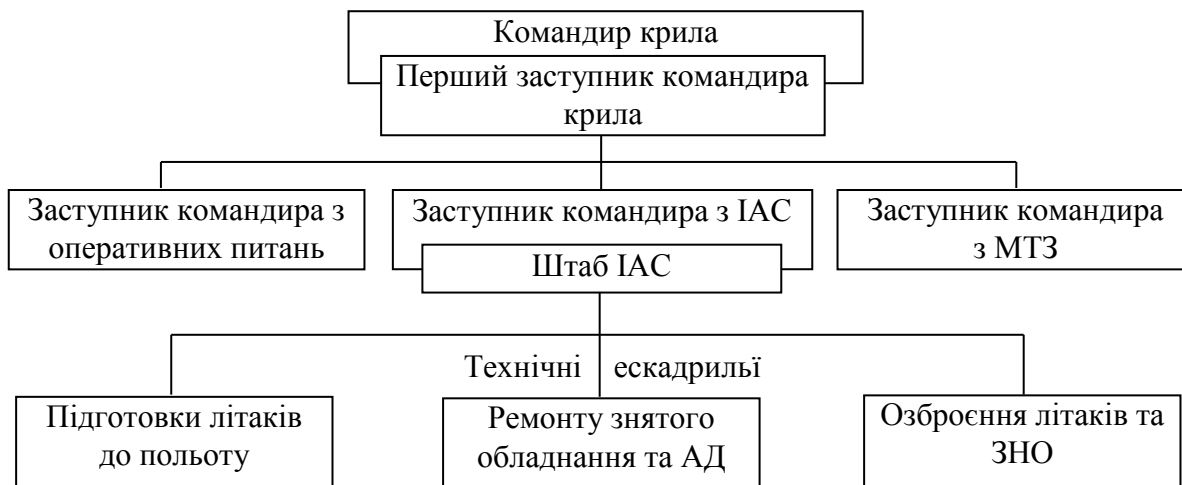 Командир крила
Перший заступник командира
крила
Заступник командира з
оперативних питань
Заступник командира з ІАС
Штаб ІАС
Заступник командира
з МТЗ
Технічні ескадрильї
Підготовки літаків
до польоту
Ремонту знятого
обладнання та АД
Озброєння літаків та
ЗНО